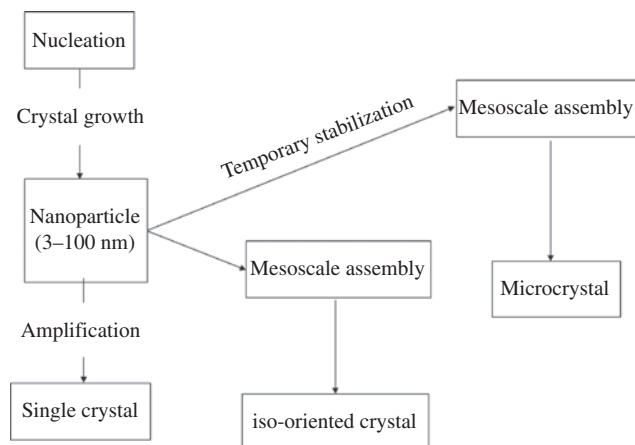 Nucleation
Crystal growth
Nanoparticle
(3–100 nm)
Amplification
Single crystal
Temporary stabilization
Mesoscale assembly
iso-oriented crystal
Mesoscale assembly
Microcrystal